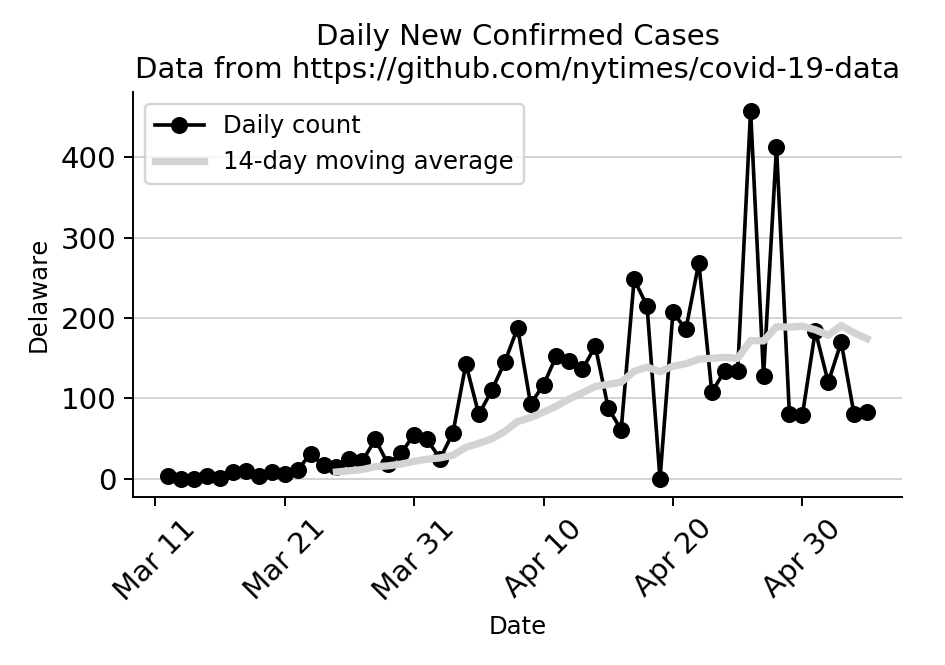 Daily New Confirmed Cases
Data from https://github.com/nytimes/covid-19-data
Daily count
14-day moving average
Delaware
400
300
200
100
0
Mar 11
Mar 21
Mar 31
Apr 10
Apr 20
Apr 30
Date